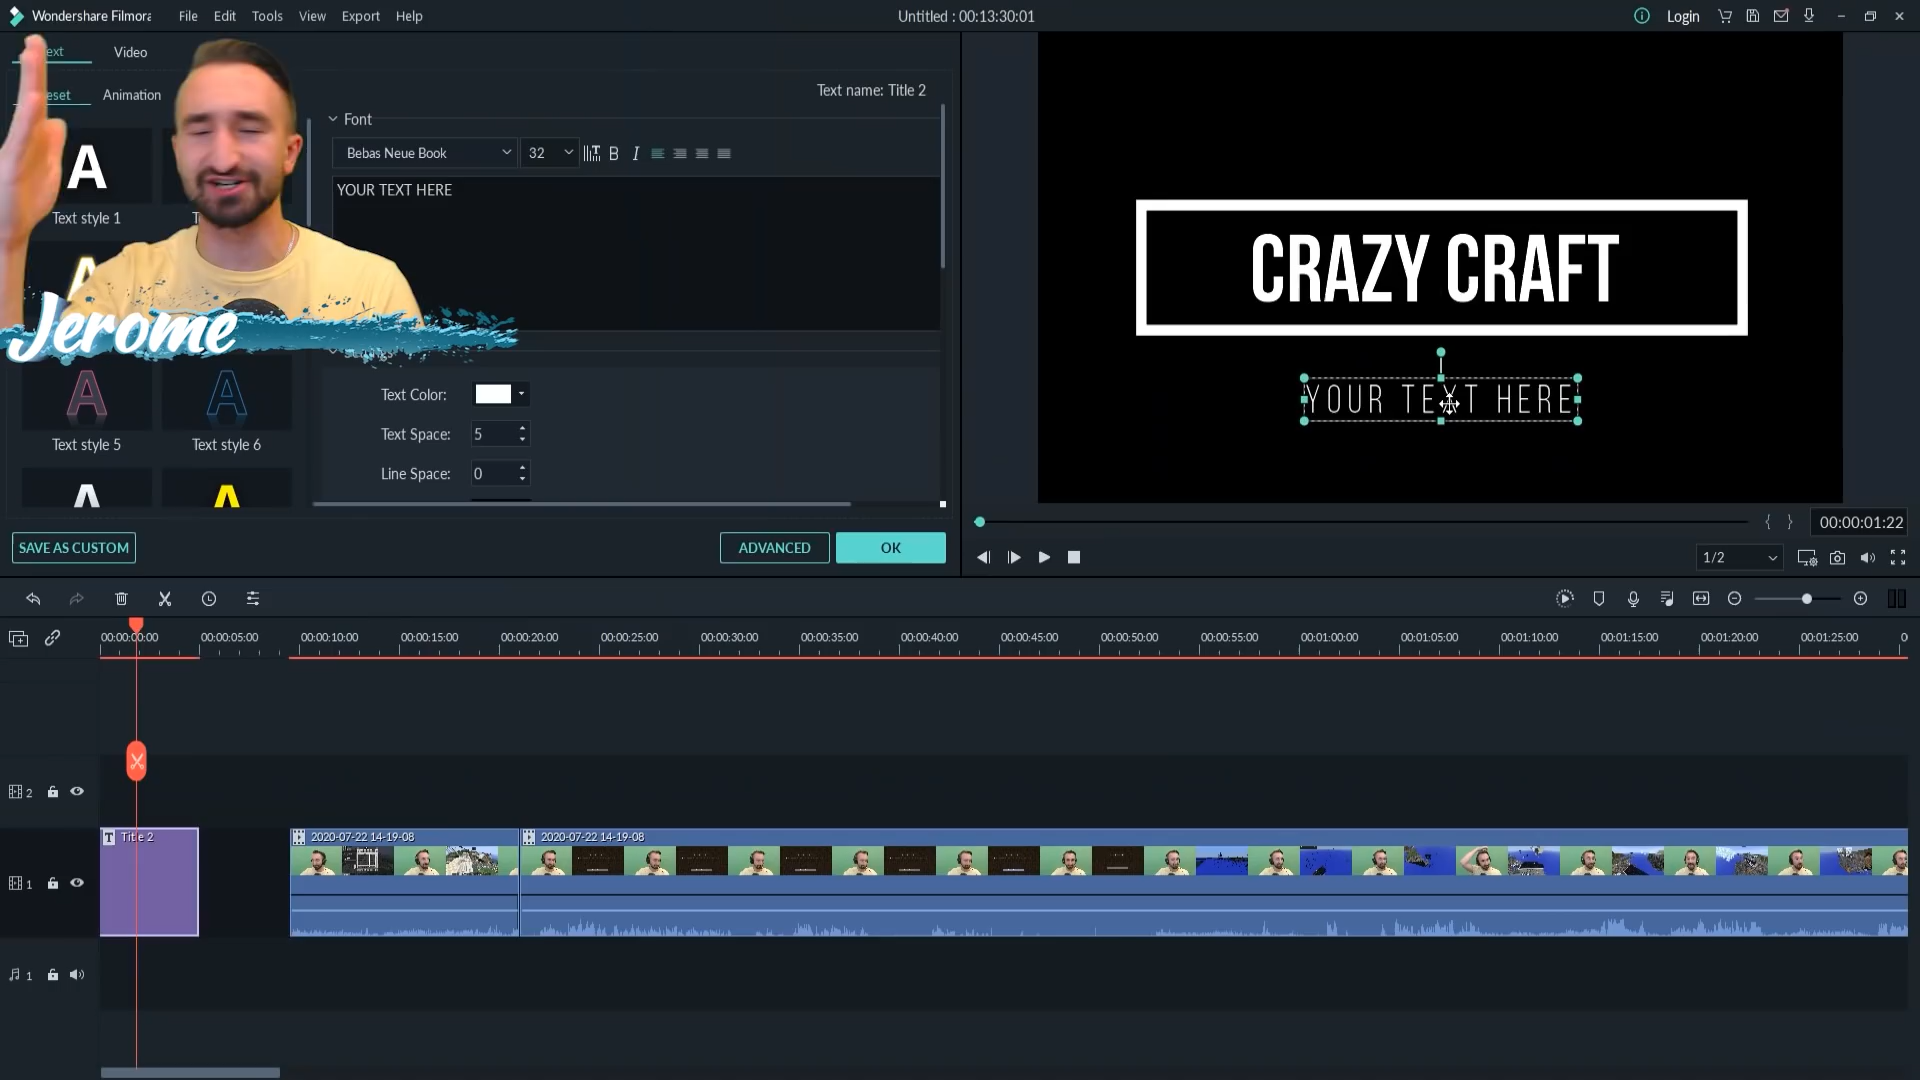 Wondershare Filmora File Edit Tools View Export Help Untitled : 00:13:30:01 Login
Video
Animation
Text name: Title 2
Font
Bebas Neue Book 32 B I
YOUR TEXT HERE
CRAZY CRAFT
YOUR TEXT HERE
Text style 1
Jerome
Text Color:
Text Space: 5
Line Space: 0
Text style 5 Text style 6
SAVE AS CUSTOM ADVANCED OK
{ } 00:00:01:22
1/2
00:00:00:00 00:00:05:00 00:00:10:00 00:00:15:00 00:00:20:00 00:00:25:00 00:00:30:00 00:00:35:00 00:00:40:00 00:00:45:00 00:00:50:00 00:00:55:00 00:01:00:00 00:01:05:00 00:01:10:00 00:01:15:00 00:01:20:00 00:01:25:00
2
T Title 2 2020-07-22 14-19-08 2020-07-22 14-19-08
1
1